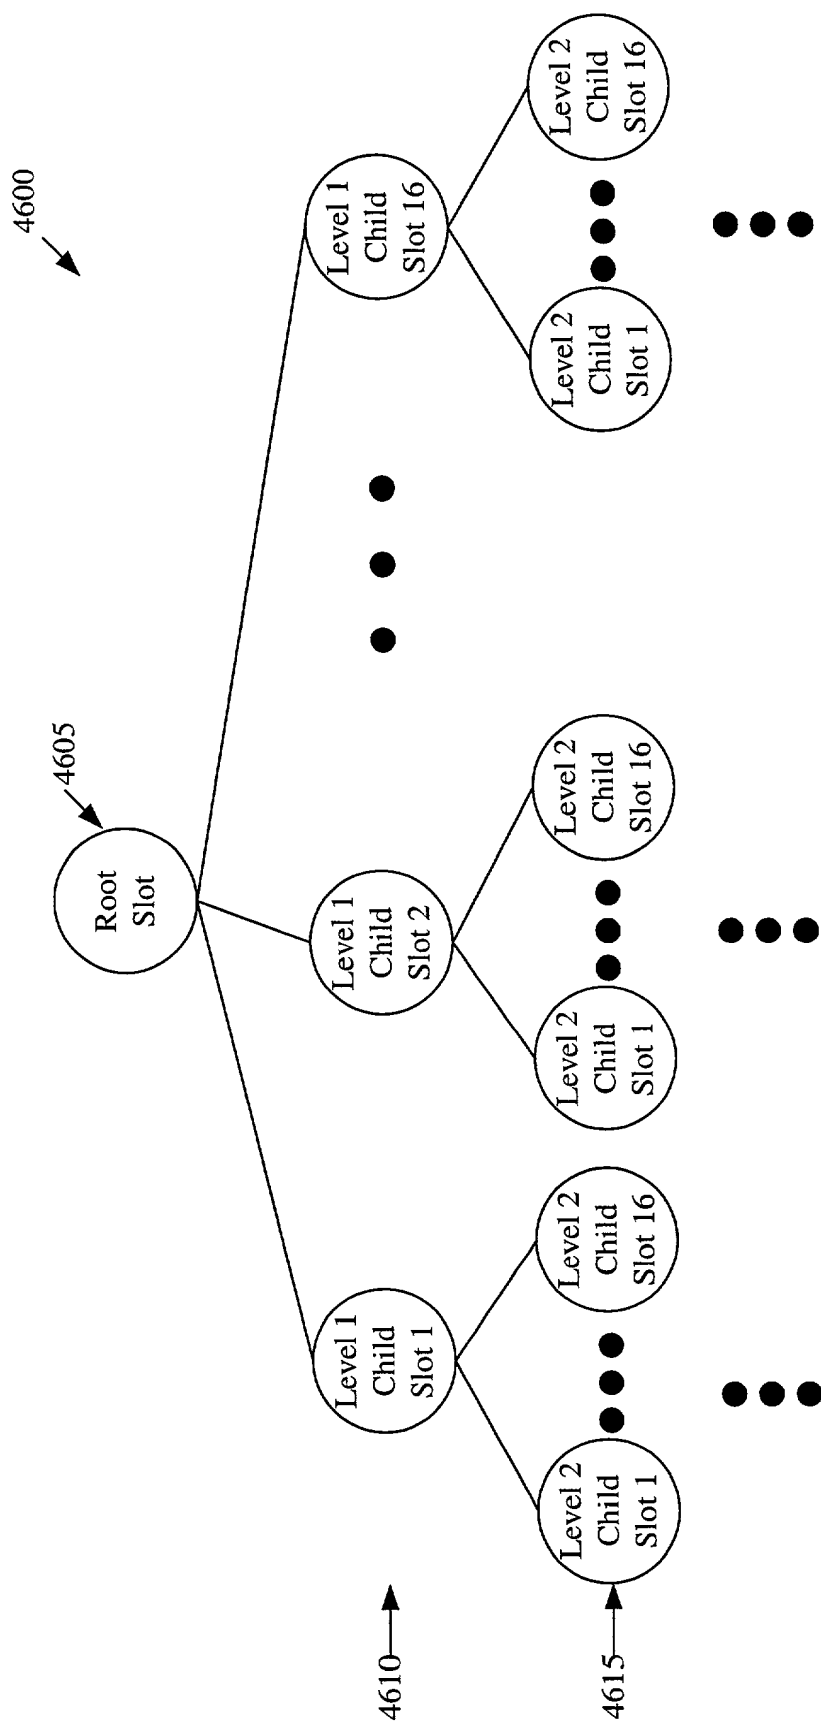 4600
4605
Root
Slot
4610
Level 1
Child
Slot 1
Level 1
Child
Slot 2
Level 1
Child
Slot 16
4615
Level 2
Child
Slot 1
Level 2
Child
Slot 16
Level 2
Child
Slot 1
Level 2
Child
Slot 16
Level 2
Child
Slot 1
Level 2
Child
Slot 16